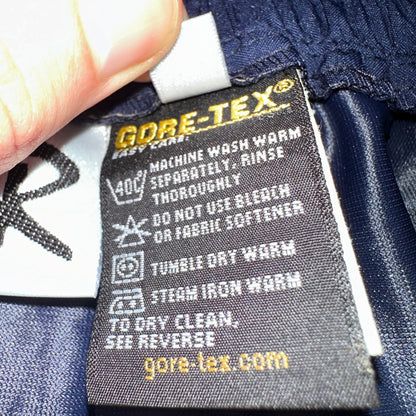 R
GORE-TEX®
EASY CARE:
40C
MACHINE WASH WARM
SEPARATELY, RINSE
THOROUGHLY
DO NOT USE BLEACH
OR FABRIC SOFTENER
TUMBLE DRY WARM
STEAM IRON WARM
TO DRY CLEAN,
SEE REVERSE
gore-tex.com